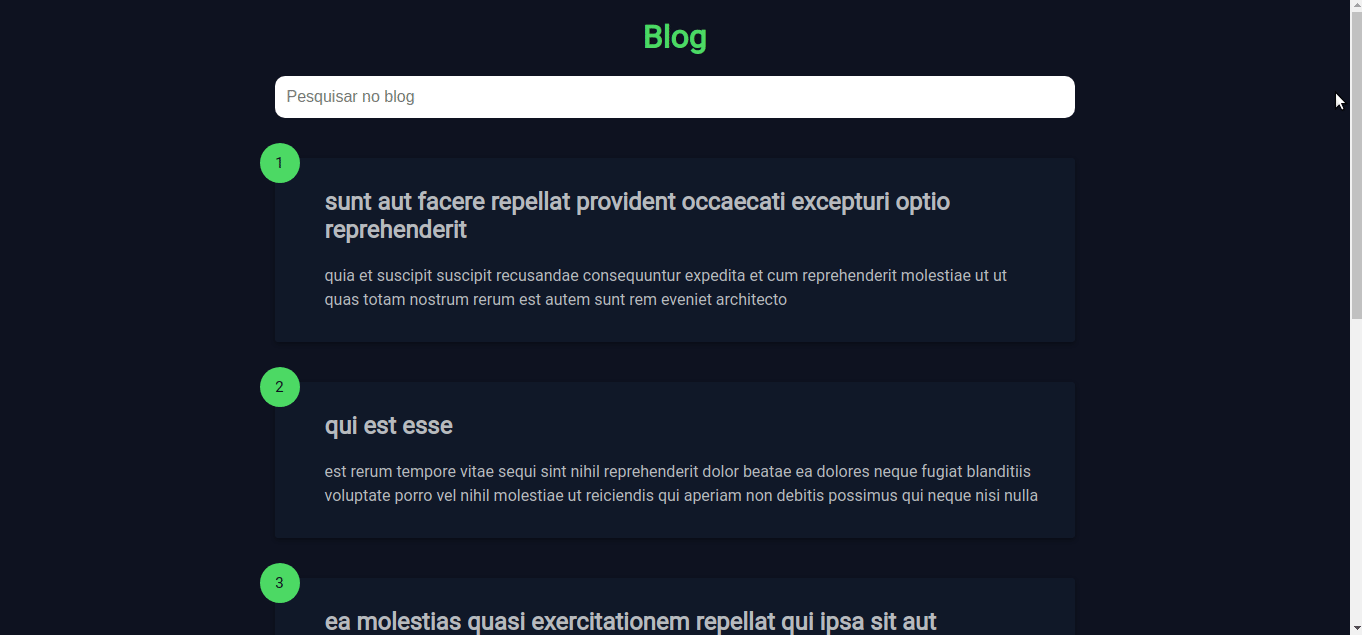 Blog
Pesquisar no blog
1
sunt aut facere repellat provident occaecati excepturi optio
reprehenderit
quia et suscipit suscipit recusandae consequuntur expedita et cum reprehenderit molestiae ut ut
quas totam nostrum rerum est autem sunt rem eveniet architecto
2
qui est esse
est rerum tempore vitae sequi sint nihil reprehenderit dolor beatae ea dolores neque fugiat blanditiis
voluptate porro vel nihil molestiae ut reiciendis qui aperiam non debitis possimus qui neque nisi nulla
3
ea molestias quasi exercitationem repellat qui ipsa sit aut